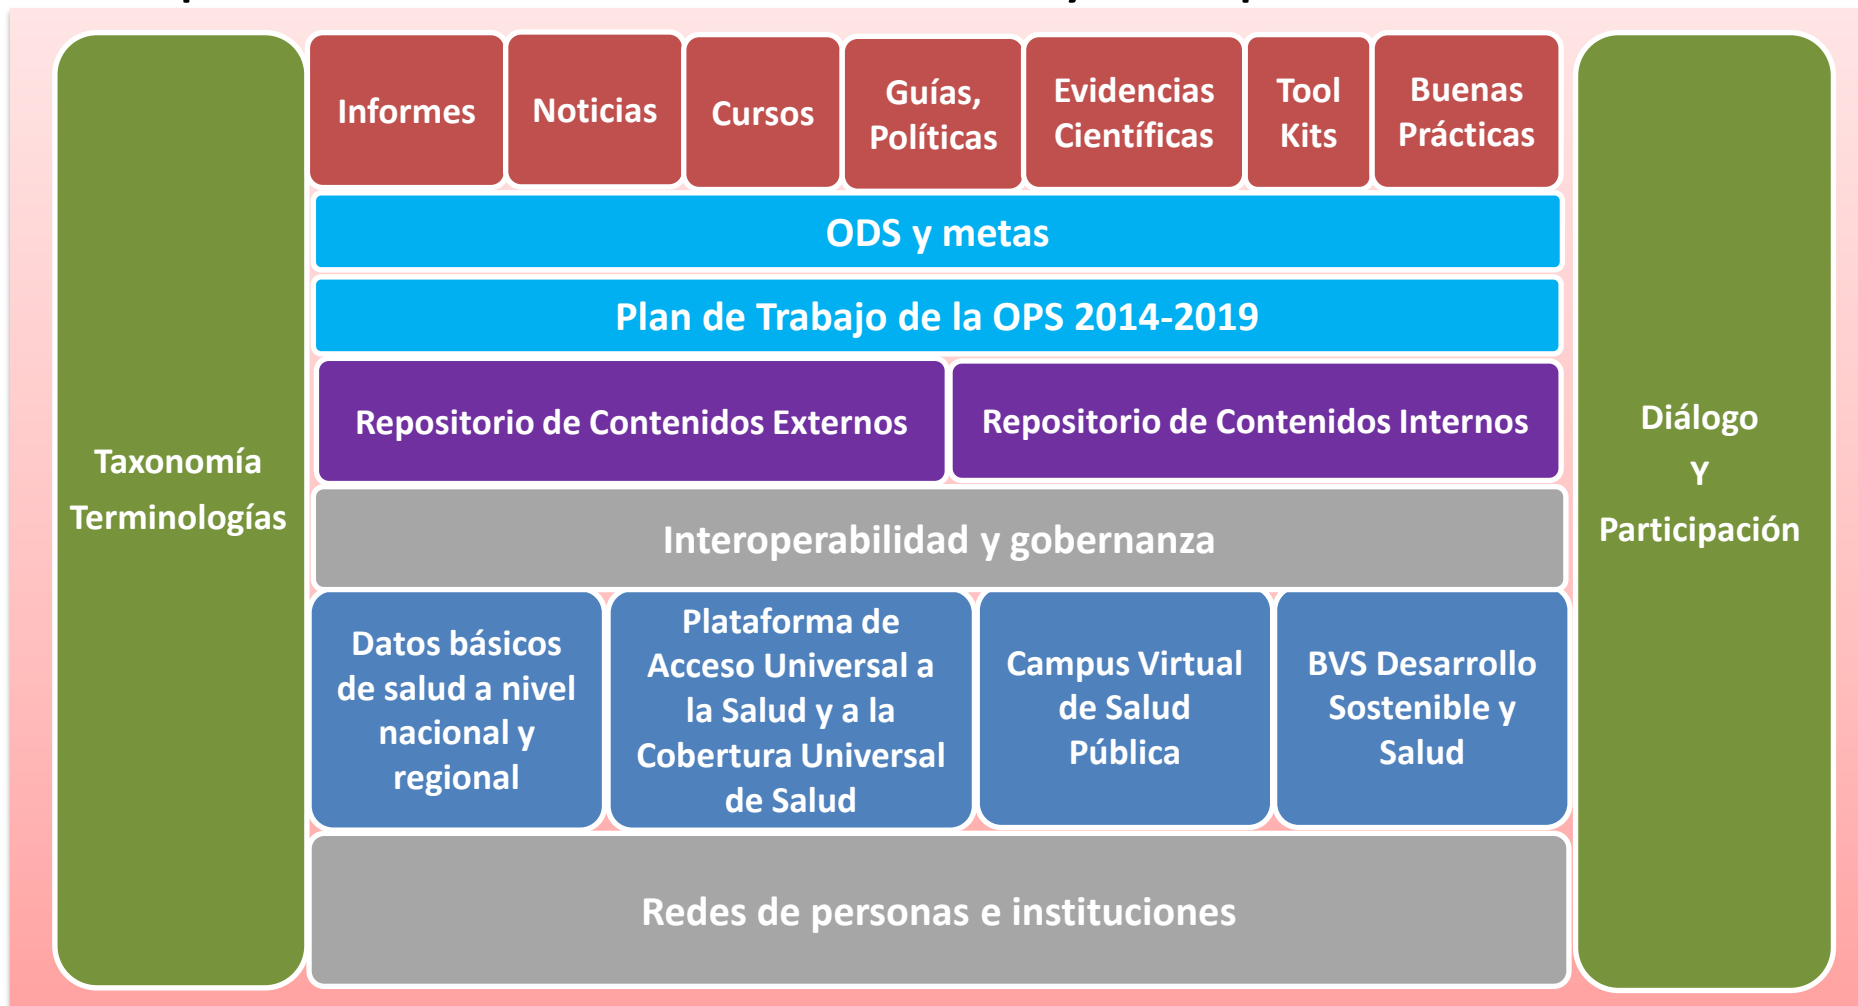 Taxonomía
Terminologías
Informes
Noticias
Cursos
Guías,
Políticas
Evidencias
Científicas
Tool
Kits
Buenas
Prácticas
ODS y metas
Plan de Trabajo de la OPS 2014-2019
Repositorio de Contenidos Externos
Repositorio de Contenidos Internos
Interoperabilidad y gobernanza
Datos básicos
de salud a nivel
nacional y
regional
Plataforma de
Acceso Universal a
la Salud y a la
Cobertura Universal
de Salud
Campus Virtual
de Salud
Pública
BVS Desarrollo
Sostenible y
Salud
Redes de personas e instituciones
Diálogo
Y
Participación